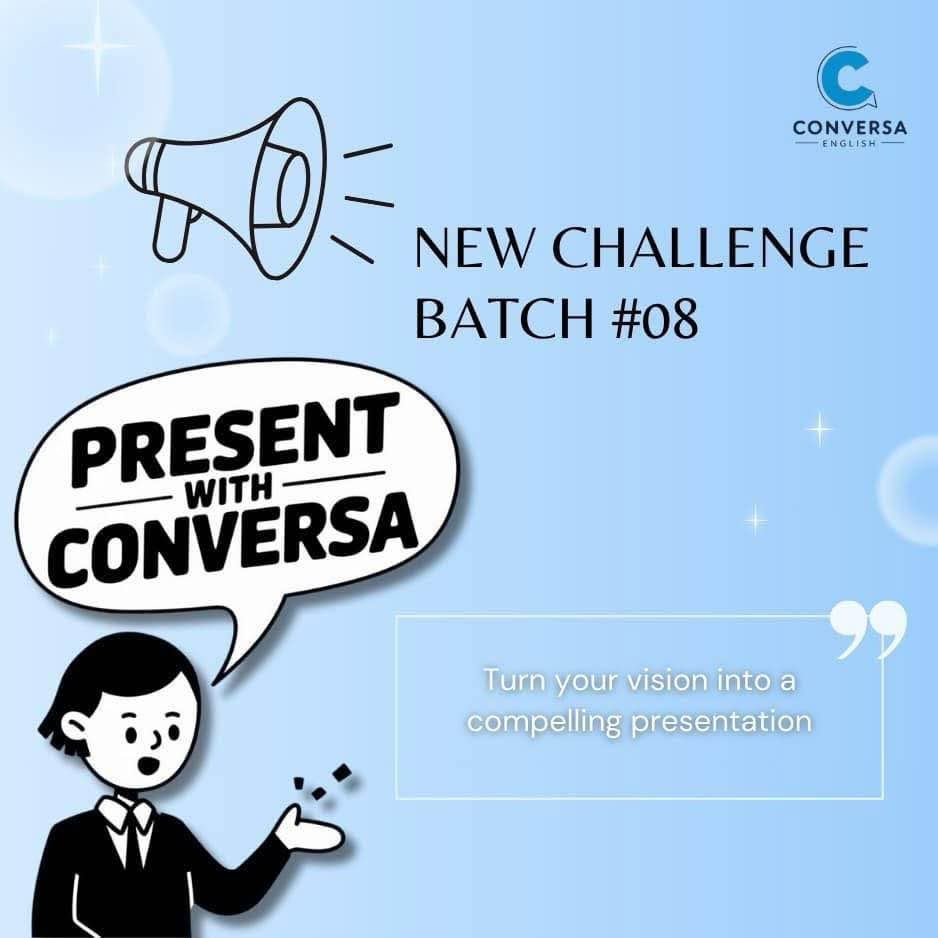 CONVERSA
ENGLISH
NEW CHALLENGE
BATCH #08
PRESENT
WITH
CONVERSA
Turn your vision into a
compelling presentation